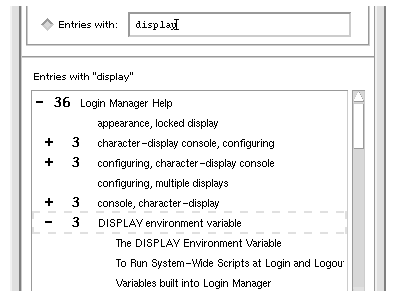 Entries with: display
Entries with "display"
− 36 Login Manager Help
appearance, locked display
+ 3 character−display console, configuring
+ 3 configuring, character−display console
configuring, multiple displays
+ 3 console, character−display
− 3 DISPLAY environment variable
The DISPLAY Environment Variable
To Run System−Wide Scripts at Login and Logou
Variables built into Login Manager